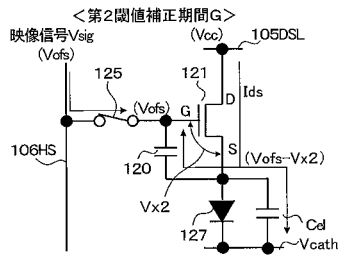 ＜第2閾値補正期間G＞
映像信号Vsig
(Vofs)
(Vcc)
105DSL
125
121
Ids
(Vofs)
G
D
S
106HS
120
(Vofs-Vx2)
Vx2
127
Cel
Vcath